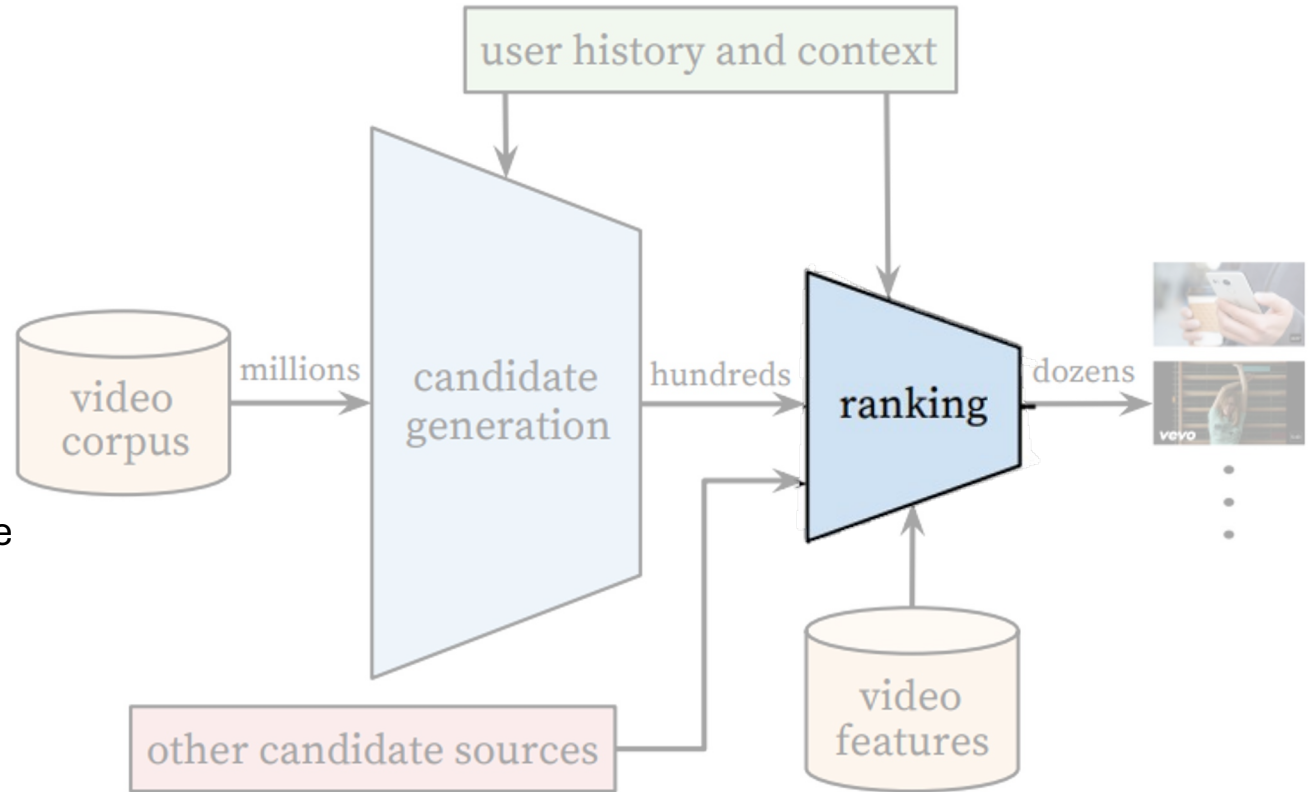 user history and context
millions
video
corpus
candidate
generation
hundreds
ranking
dozens
vevo
e
other candidate sources
video
features